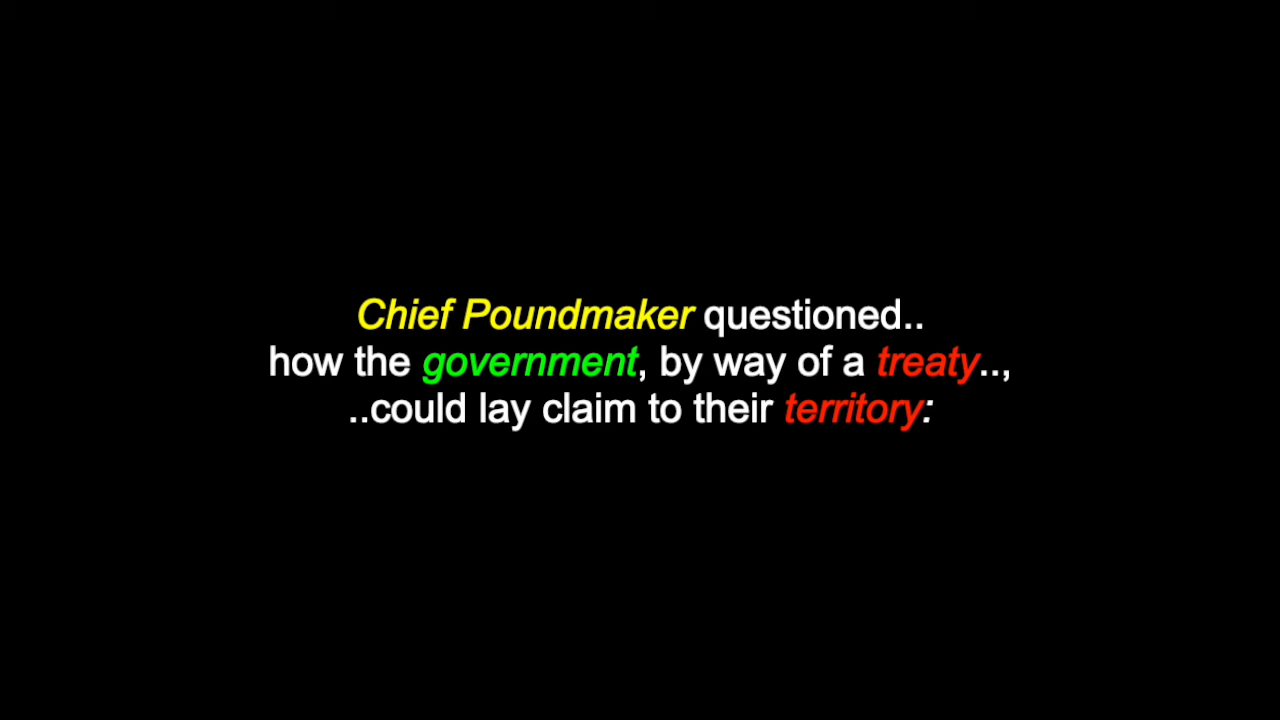 Chief Poundmaker questioned..
how the government, by way of a treaty..,
..could lay claim to their territory: